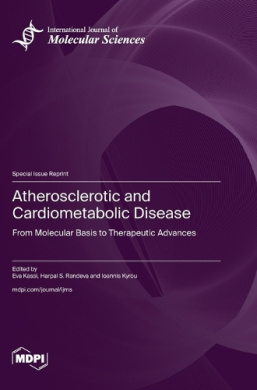 International Journal of
Molecular Sciences
Special Issue Reprint
Atherosclerotic and
Cardiometabolic Disease
From Molecular Basis to Therapeutic Advances
Edited by
Eva Kassi, Harpal S. Randeva and Ioannis Kyrou
mdpi.com/journal/ijms
MDPI